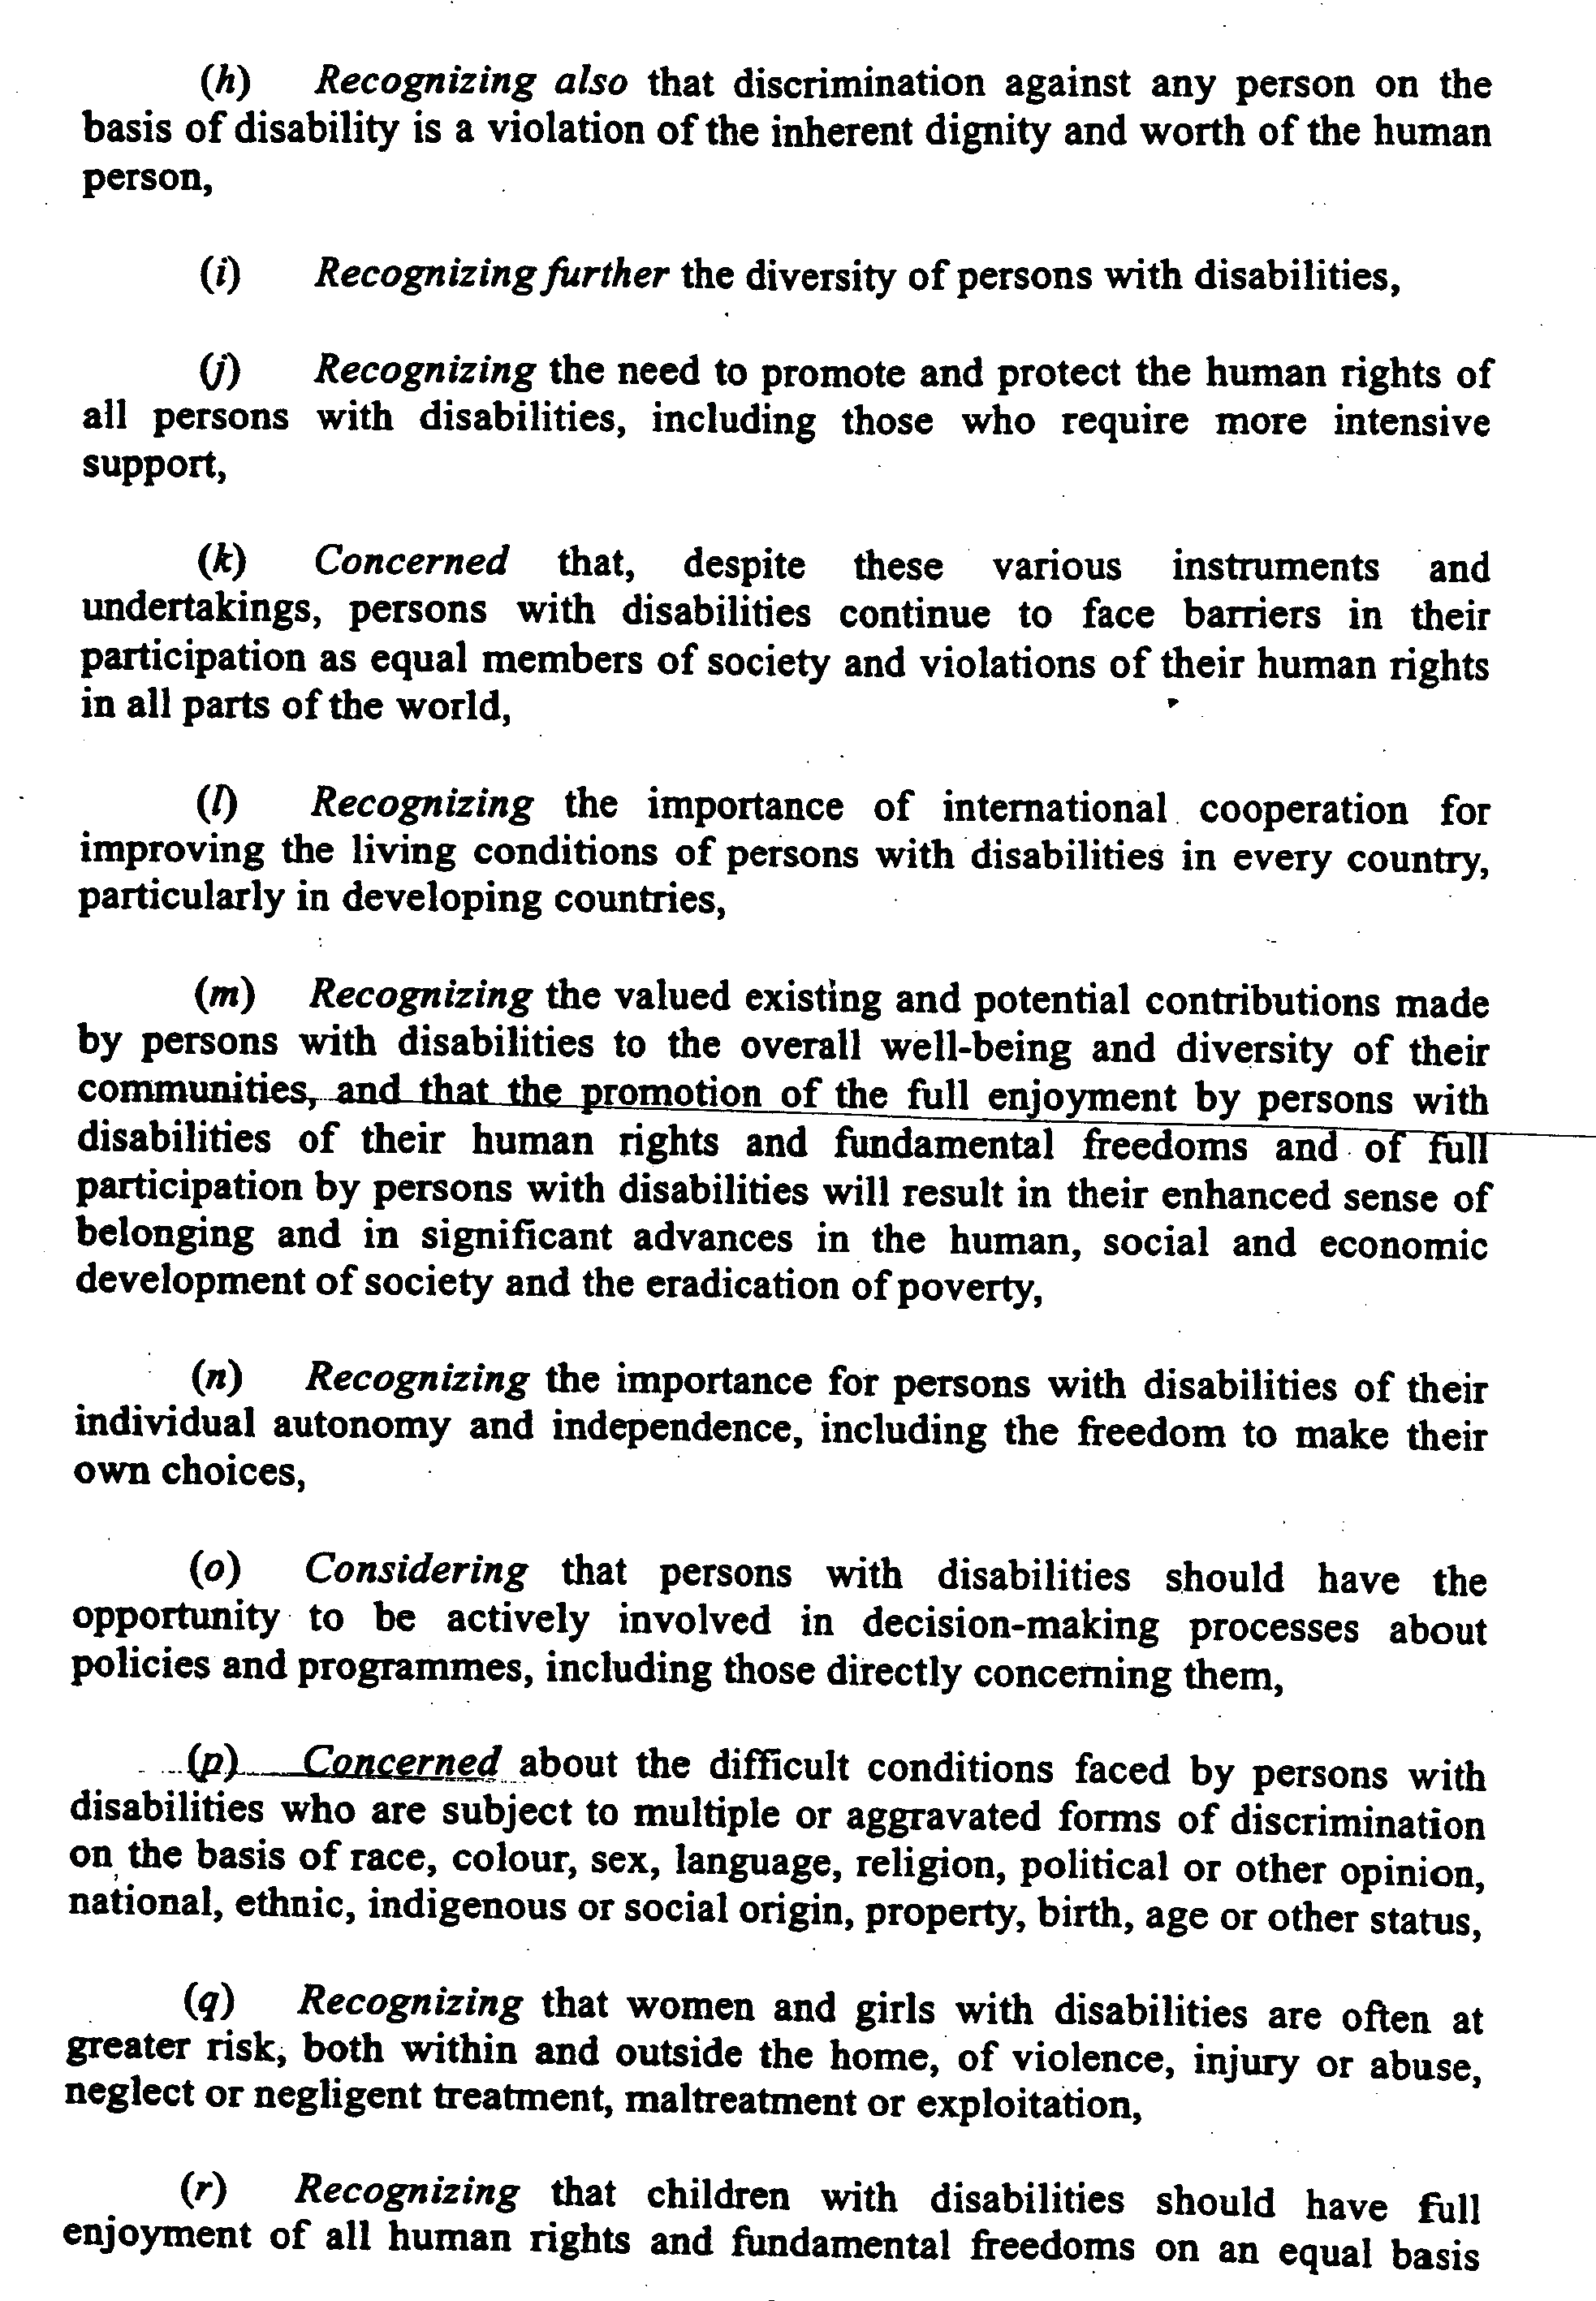 (h) Recognizing also that discrimination against any person on the
basis of disability is a violation of the inherent dignity and worth of the human
person,
(i) Recognizing further the diversity of persons with disabilities,
(j) Recognizing the need to promote and protect the human rights of
all persons with disabilities, including those who require more intensive
support,
(k) Concerned that, despite these various instruments and
undertakings, persons with disabilities continue to face barriers in their
participation as equal members of society and violations of their human rights
in all parts of the world,
(l) Recognizing the importance of international cooperation for
improving the living conditions of persons with disabilities in every country,
particularly in developing countries,
(m) Recognizing the valued existing and potential contributions made
by persons with disabilities to the overall well-being and diversity of their
communities, and that the promotion of the full enjoyment by persons with
disabilities of their human rights and fundamental freedoms and of full
participation by persons with disabilities will result in their enhanced sense of
belonging and in significant advances in the human, social and economic
development of society and the eradication of poverty,
(n) Recognizing the importance for persons with disabilities of their
individual autonomy and independence, including the freedom to make their
own choices,
(o) Considering that persons with disabilities should have the
opportunity to be actively involved in decision-making processes about
policies and programmes, including those directly concerning them,
(p) Concerned about the difficult conditions faced by persons with
disabilities who are subject to multiple or aggravated forms of discrimination
on the basis of race, colour, sex, language, religion, political or other opinion,
national, ethnic, indigenous or social origin, property, birth, age or other status,
(q) Recognizing that women and girls with disabilities are often at
greater risk, both within and outside the home, of violence, injury or abuse,
neglect or negligent treatment, maltreatment or exploitation,
(r) Recognizing that children with disabilities should have full
enjoyment of all human rights and fundamental freedoms on an equal basis